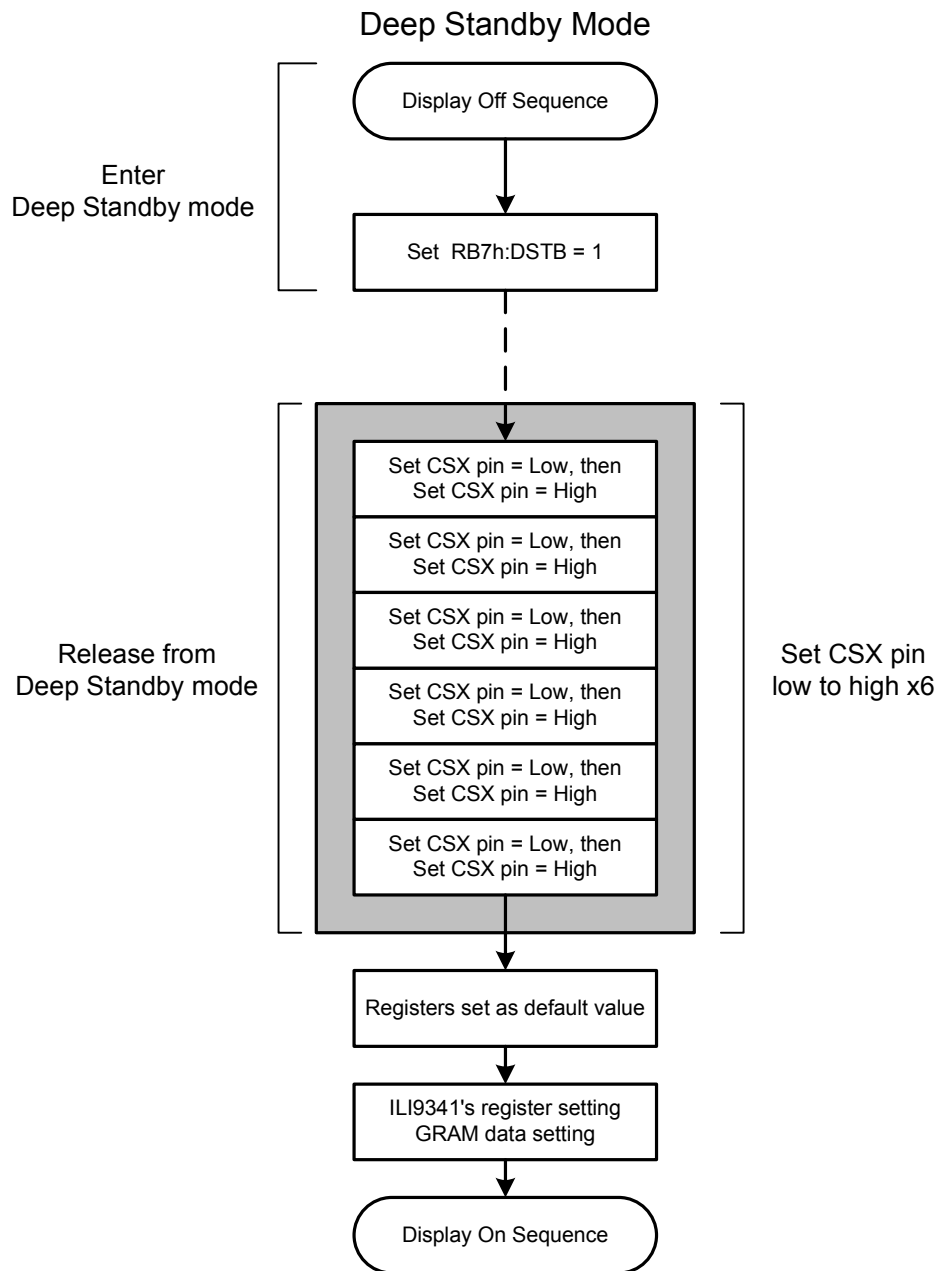 Deep Standby Mode
Display Off Sequence
Enter
Deep Standby mode
Set RB7h:DSTB = 1
Set CSX pin = Low, then
Set CSX pin = High
Set CSX pin = Low, then
Set CSX pin = High
Set CSX pin = Low, then
Set CSX pin = High
Release from
Deep Standby mode
Set CSX pin = Low, then
Set CSX pin = High
Set CSX pin
low to high x6
Set CSX pin = Low, then
Set CSX pin = High
Set CSX pin = Low, then
Set CSX pin = High
Registers set as default value
ILI9341's register setting
GRAM data setting
Display On Sequence